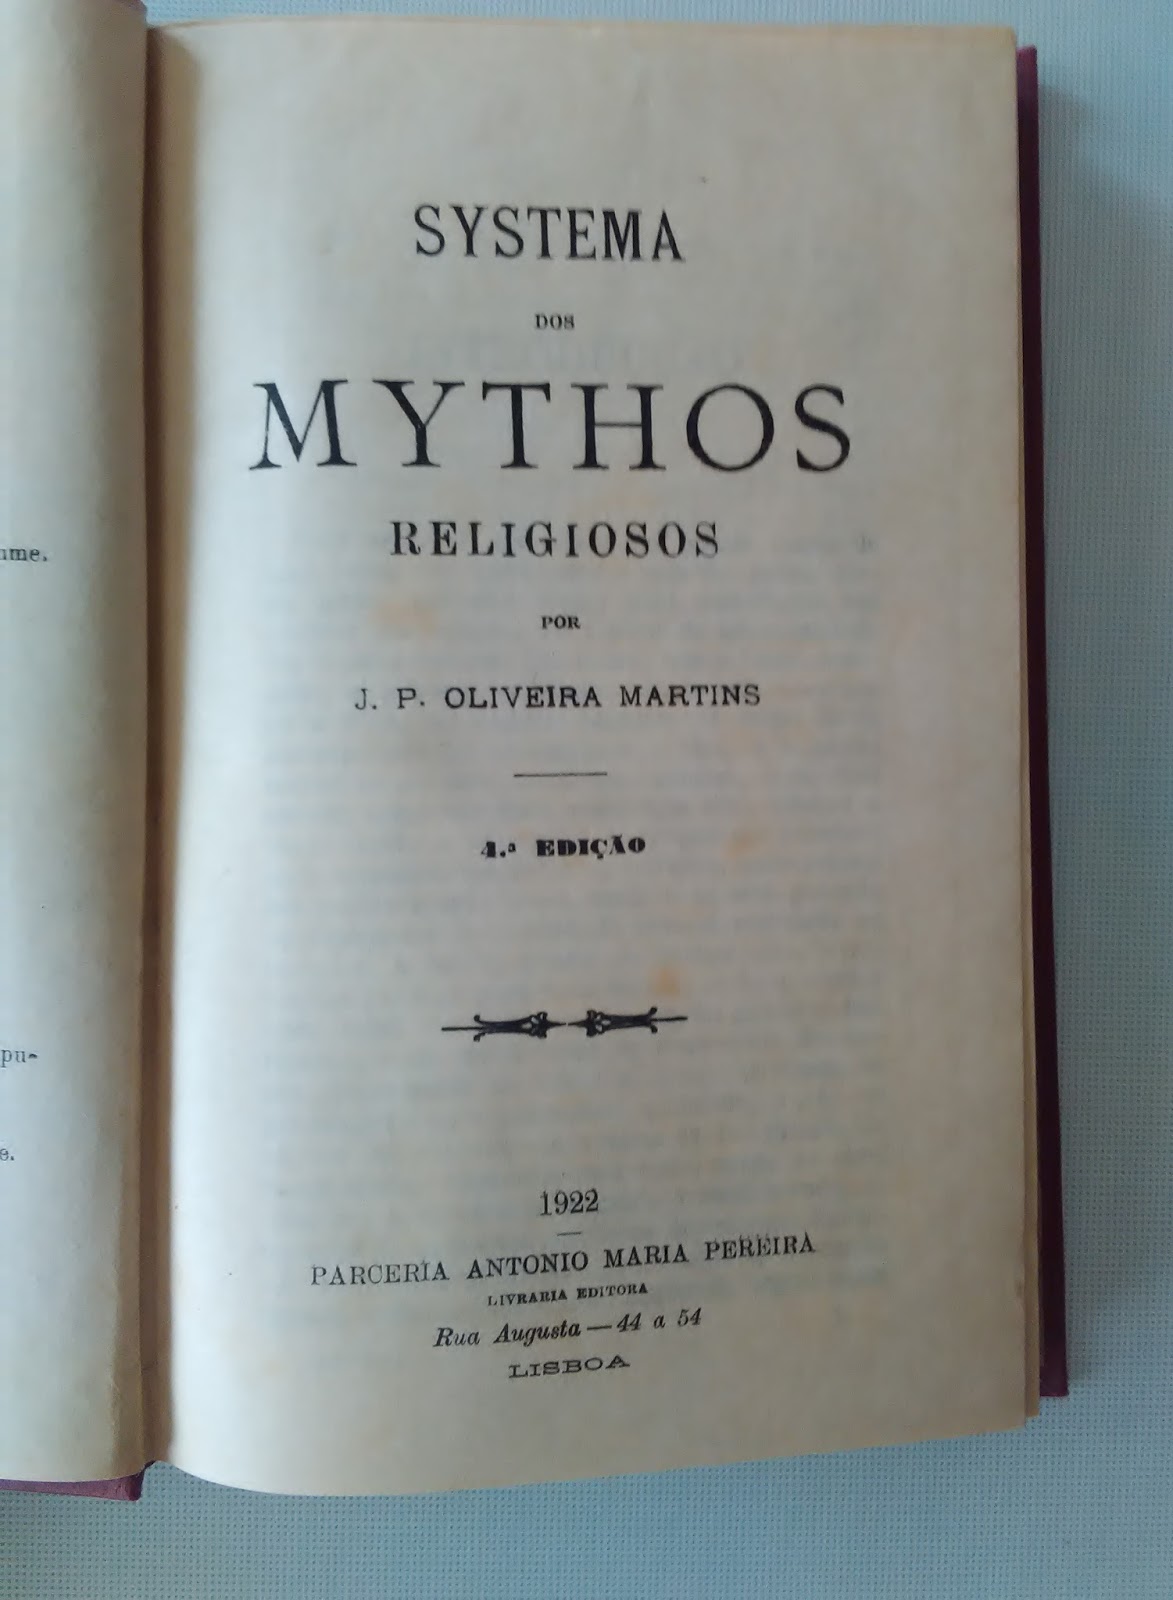 SYSTEMA
DOS
MYTHOS
RELIGIOSOS
POR
J. P. OLIVEIRA MARTINS
4.ª EDIÇÃO
1922
PARCERIA ANTONIO MARIA PEREIRA
LIVRARIA EDITORA
Rua Augusta — 44 a 54
LISBOA
pu-